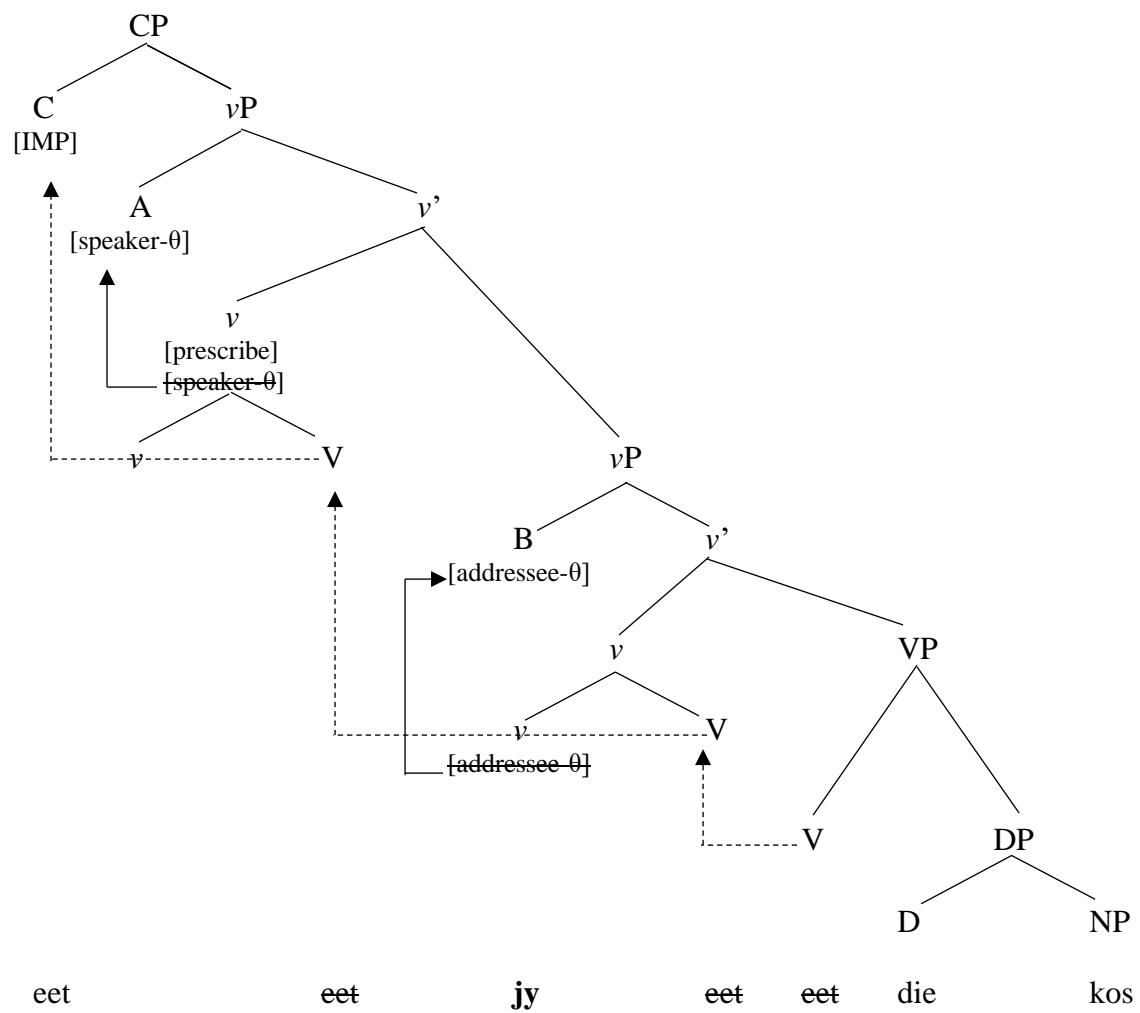 CP
C vP
[IMP]
A v’
[speaker-θ]
v
[prescribe]
[speaker-θ]
v V vP
B v’
[addressee-θ]
v VP
v V
[addressee-θ]
V DP
D NP
eet eet jy eet eet die kos